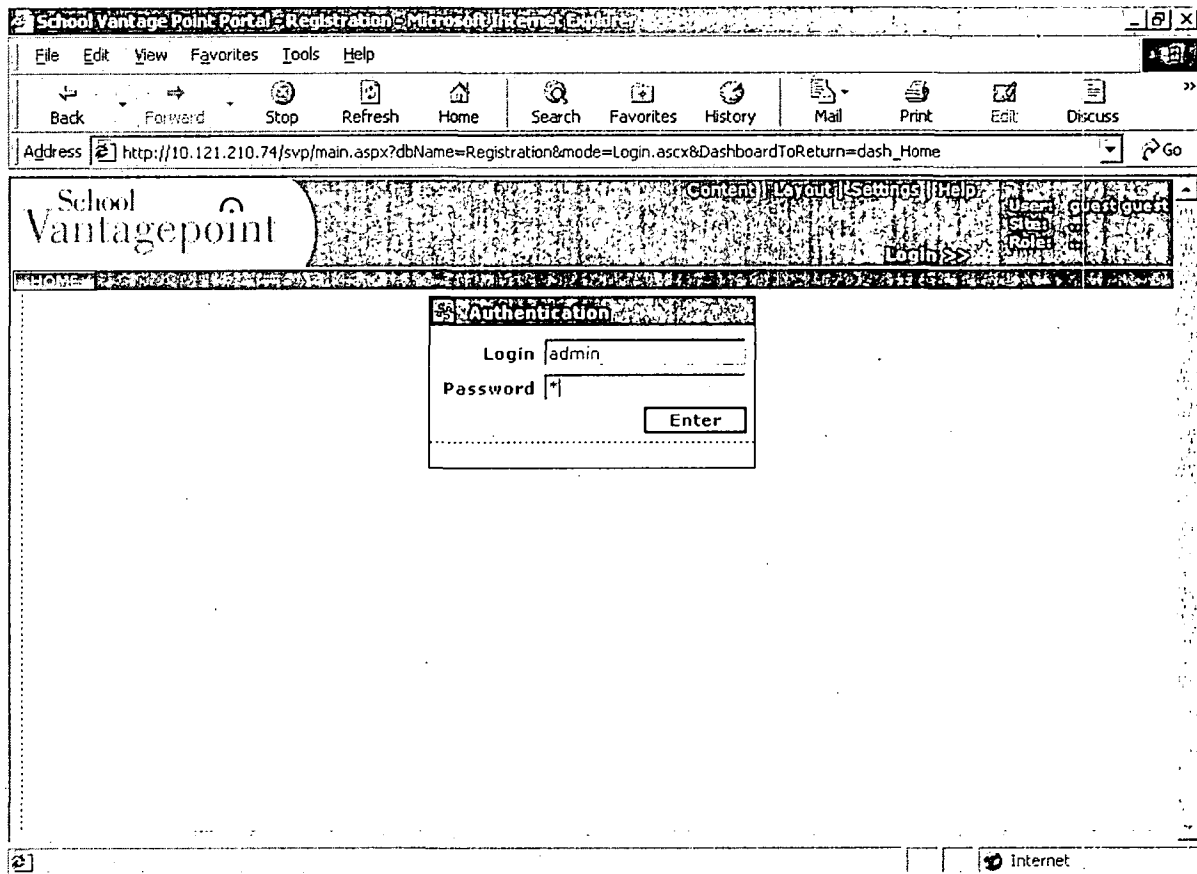 School Vantage Point Portal - Registration - Microsoft Internet Explorer
File Edit View Favorites Tools Help
Back Forward Stop Refresh Home Search Favorites History Mail Print Edit Discuss »
Address http://10.121.210.74/svp/main.aspx?dbName=Registration&mode=Login.ascx&DashboardToReturn=dash_Home Go
School
Vantagepoint
Content | Layout | Settings | Help
User: guest guest
Site: :
Role: :
Login >>
HOME
Authentication
Login admin
Password *
Enter
Internet